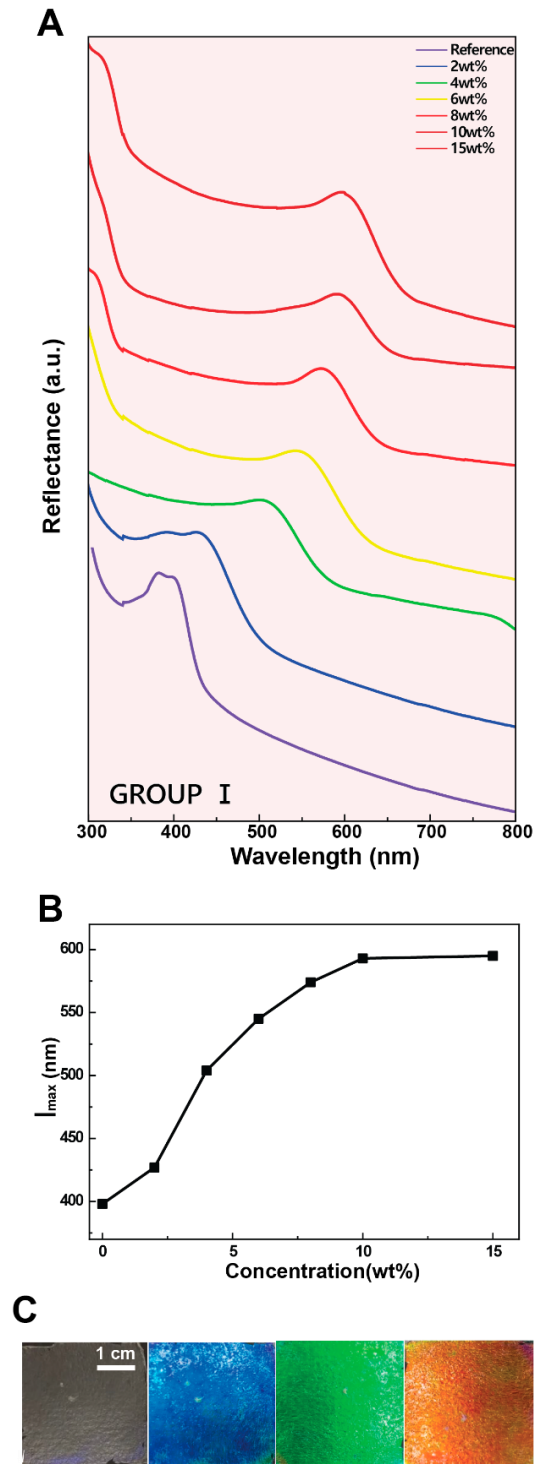 A
Reference
2wt%
4wt%
6wt%
8wt%
10wt%
15wt%
Reflectance (a.u.)
GROUP I
300 400 500 600 700 800
Wavelength (nm)
B
600
550
500
450
400
Imax (nm)
0 5 10 15
Concentration(wt%)
C
1 cm